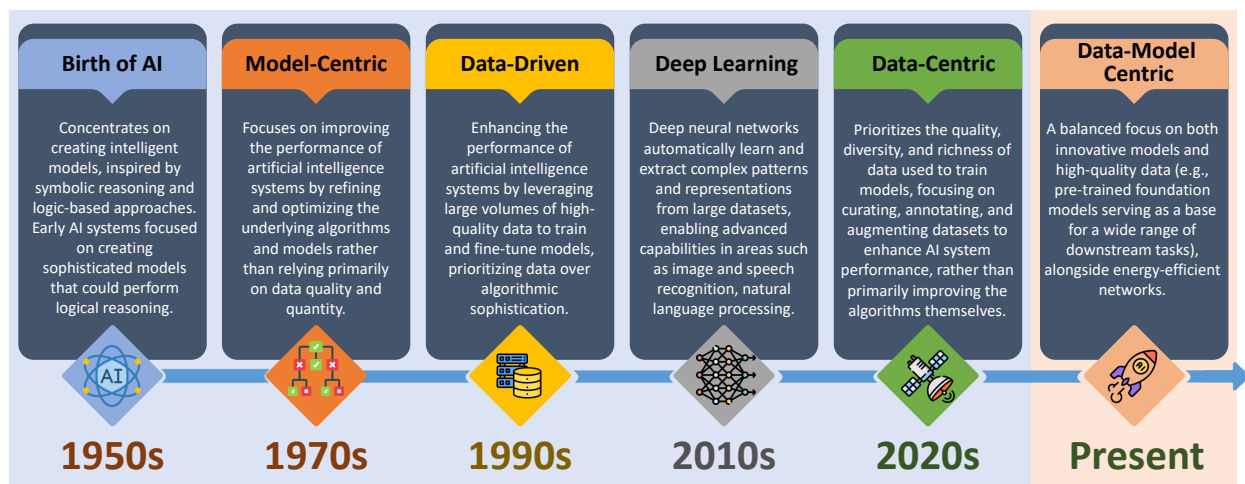 Birth of AI
Concentrates on
creating intelligent
models, inspired by
symbolic reasoning and
logic-based approaches.
Early AI systems focused
on creating
sophisticated models
that could perform
logical reasoning.
AI
1950s
Model-Centric
Focuses on improving
the performance of
artificial intelligence
systems by refining
and optimizing the
underlying algorithms
and models rather
than relying primarily
on data quality and
quantity.
1970s
Data-Driven
Enhancing the
performance of
artificial intelligence
systems by leveraging
large volumes of high-
quality data to train
and fine-tune models,
prioritizing data over
algorithmic
sophistication.
1990s
Deep Learning
Deep neural networks
automatically learn and
extract complex patterns
and representations
from large datasets,
enabling advanced
capabilities in areas such
as image and speech
recognition, natural
language processing.
2010s
Data-Centric
Prioritizes the quality,
diversity, and richness of
data used to train
models, focusing on
curating, annotating, and
augmenting datasets to
enhance AI system
performance, rather than
primarily improving the
algorithms themselves.
2020s
Data-Model
Centric
A balanced focus on both
innovative models and
high-quality data (e.g.,
pre-trained foundation
models serving as a base
for a wide range of
downstream tasks),
alongside energy-efficient
networks.
Present